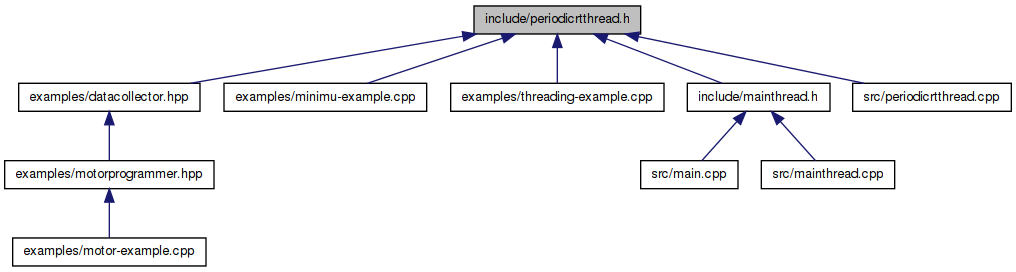 include/periodicrtthread.h
examples/datacollector.hpp
examples/minimu-example.cpp
examples/threading-example.cpp
include/mainthread.h
src/periodicrtthread.cpp
examples/motorprogrammer.hpp
src/main.cpp
src/mainthread.cpp
examples/motor-example.cpp